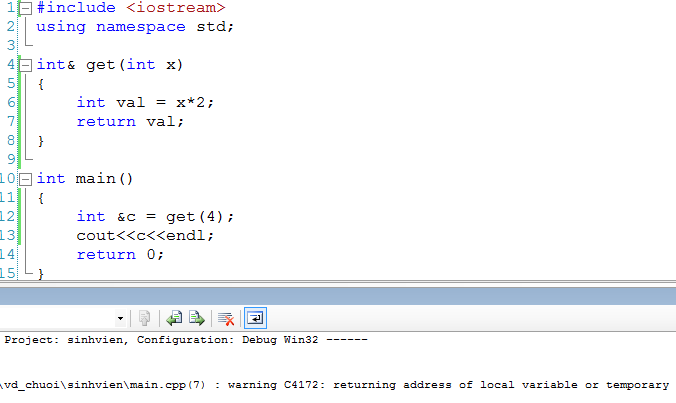 1 #include <iostream>
2 using namespace std;
3
4 int& get(int x)
5 {
6 int val = x*2;
7 return val;
8 }
9
10 int main()
11 {
12 int &c = get(4);
13 cout<<c<<endl;
14 return 0;
15 }
Project: sinhvien, Configuration: Debug Win32 ------
\vd_chuoi\sinhvien\main.cpp(7) : warning C4172: returning address of local variable or temporary